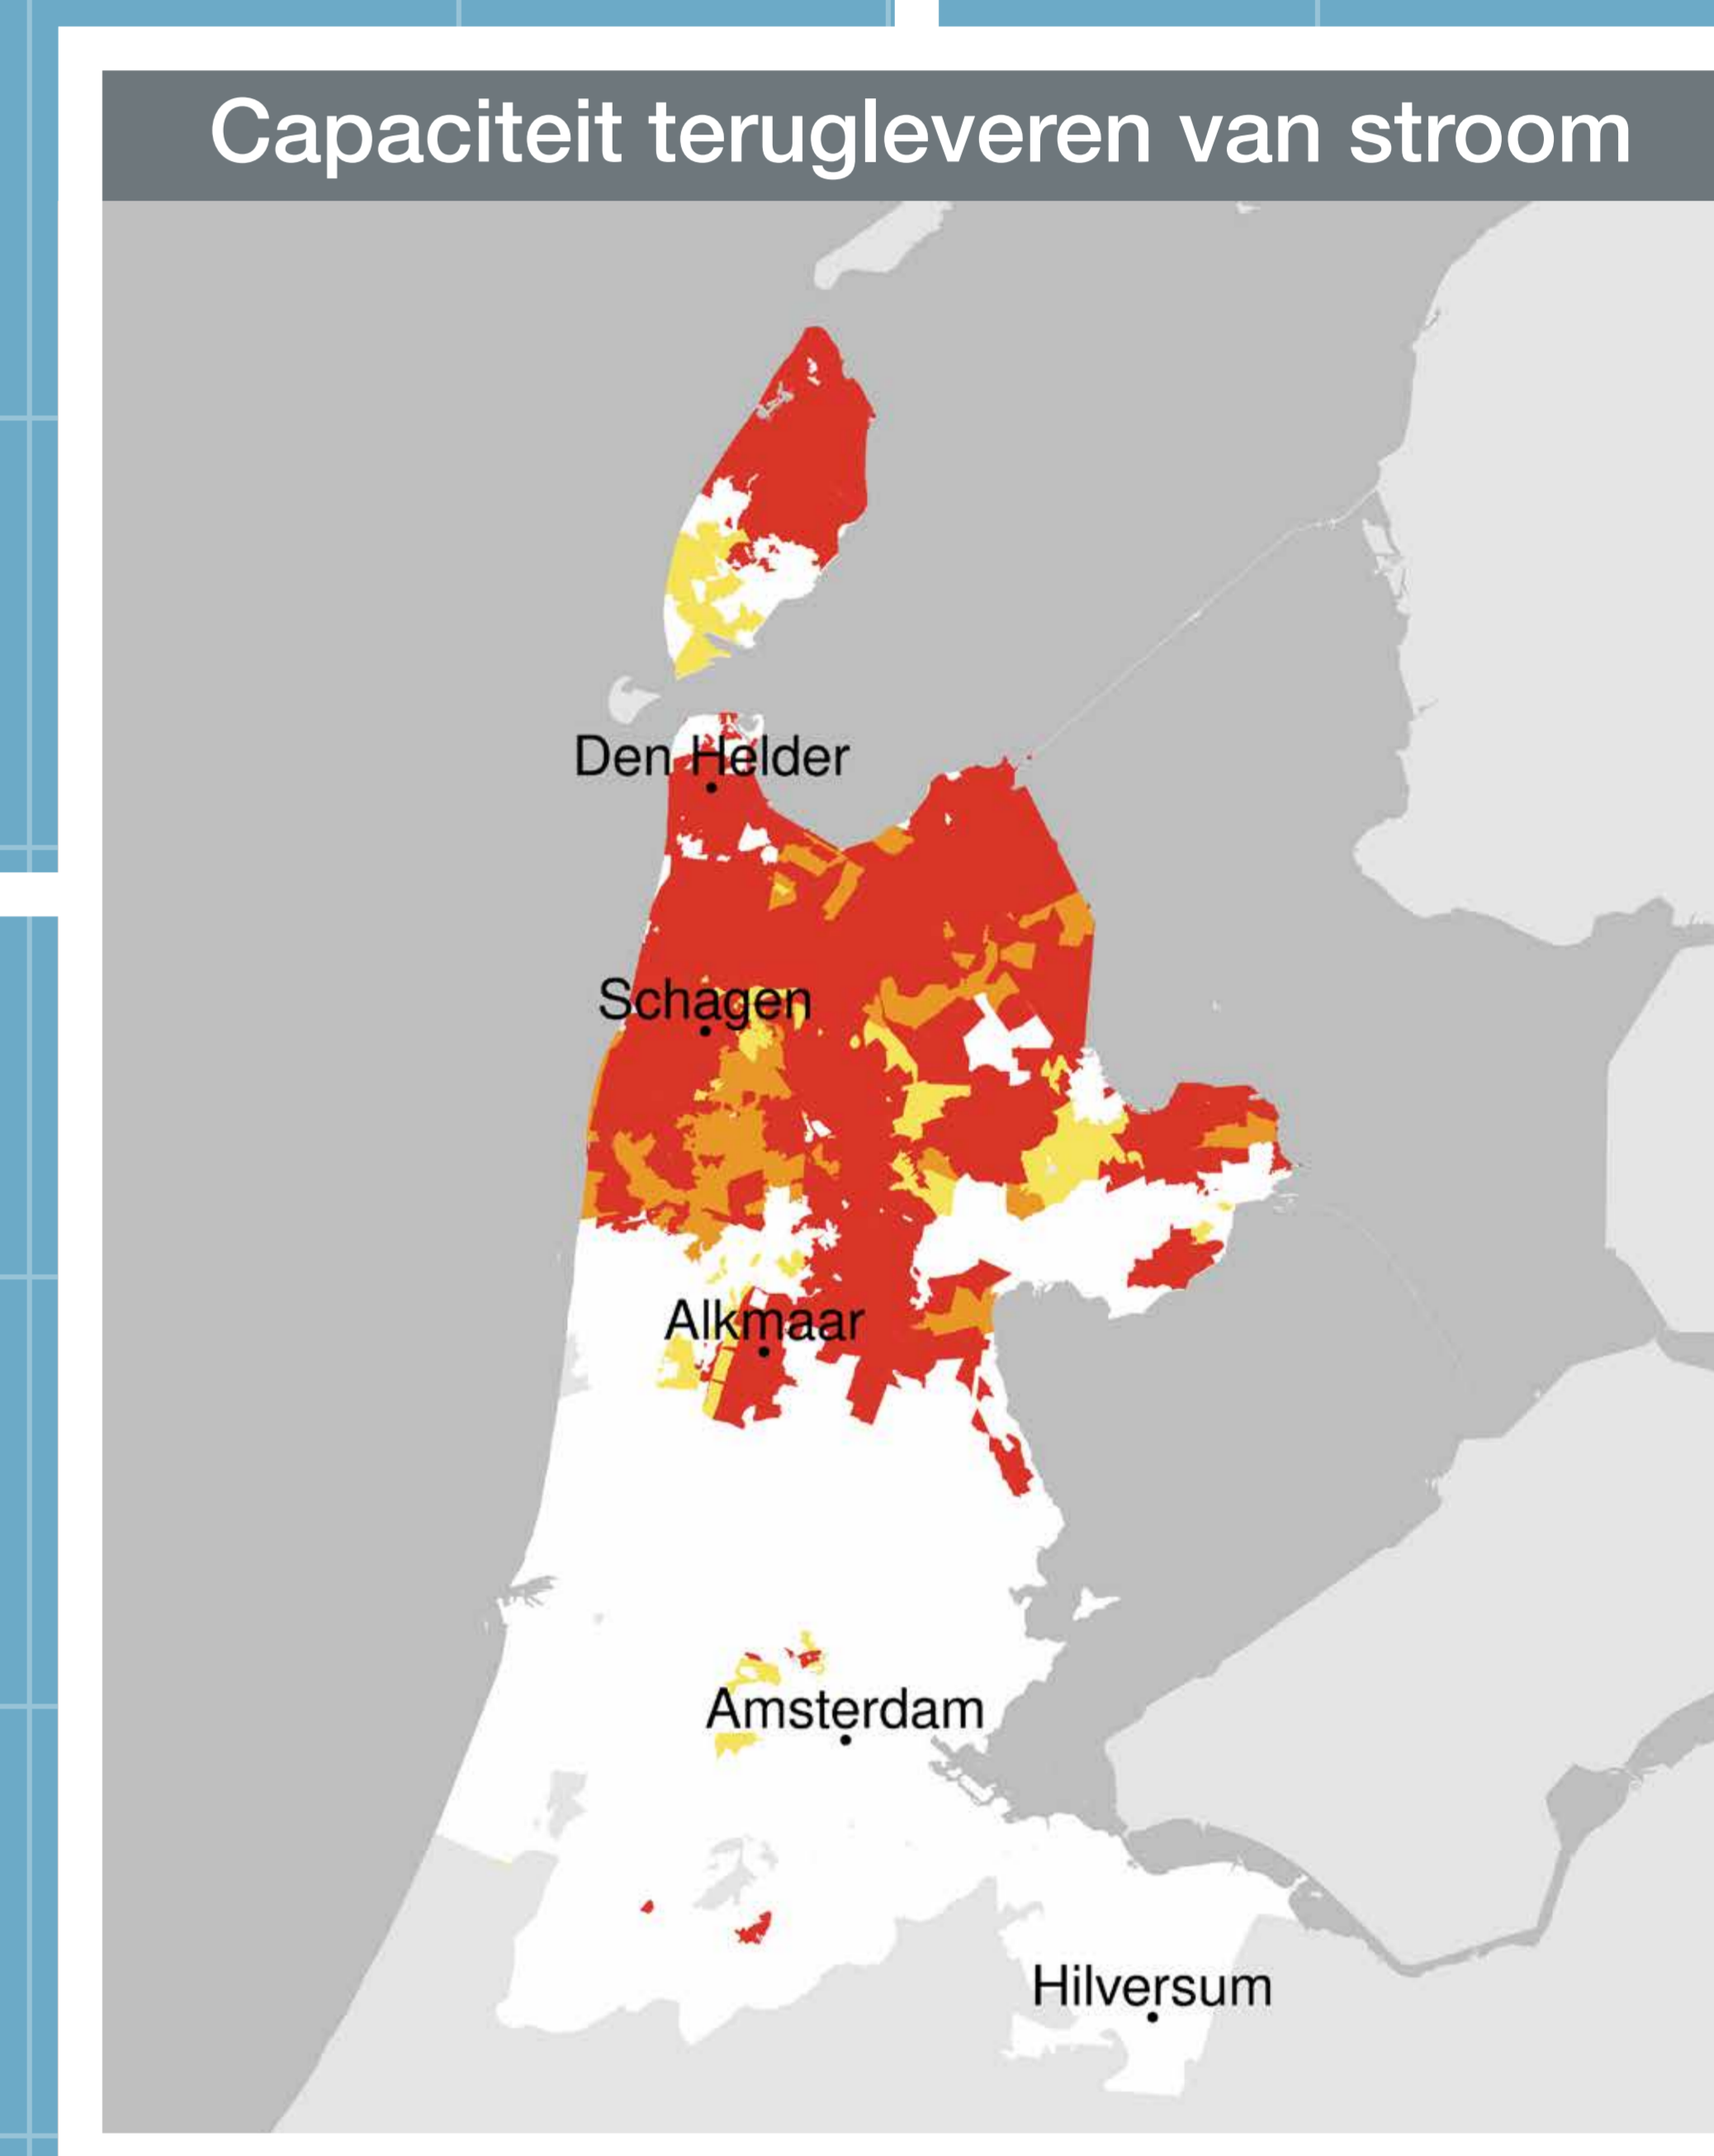 Capaciteit terugleveren van stroom
Den Helder
Schagen
Alkmaar
Amsterdam
Hilversum